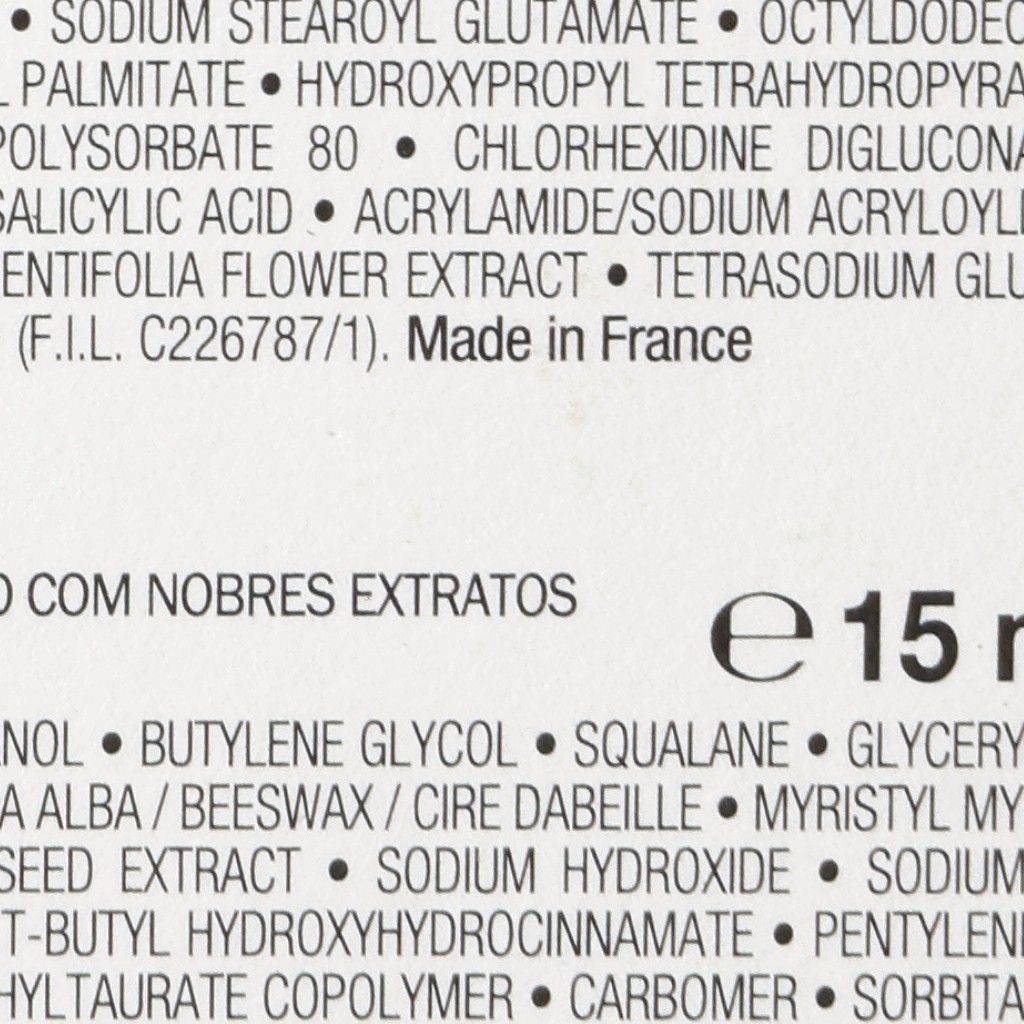 • SODIUM STEAROYL GLUTAMATE • OCTYLDODEC
L PALMITATE • HYDROXYPROPYL TETRAHYDROPYRA
POLYSORBATE 80 • CHLORHEXIDINE DIGLUCONA
SALICYLIC ACID • ACRYLAMIDE/SODIUM ACRYLOYL
ENTIFOLIA FLOWER EXTRACT • TETRASODIUM GLU
(F.I.L. C226787/1). Made in France
O COM NOBRES EXTRATOS
℮ 15 m
ANOL • BUTYLENE GLYCOL • SQUALANE • GLYCERY
A ALBA / BEESWAX / CIRE DABEILLE • MYRISTYL MY
SEED EXTRACT • SODIUM HYDROXIDE • SODIUM
T-BUTYL HYDROXYHYDROCINNAMATE • PENTYLEN
HYLTAURATE COPOLYMER • CARBOMER • SORBITA